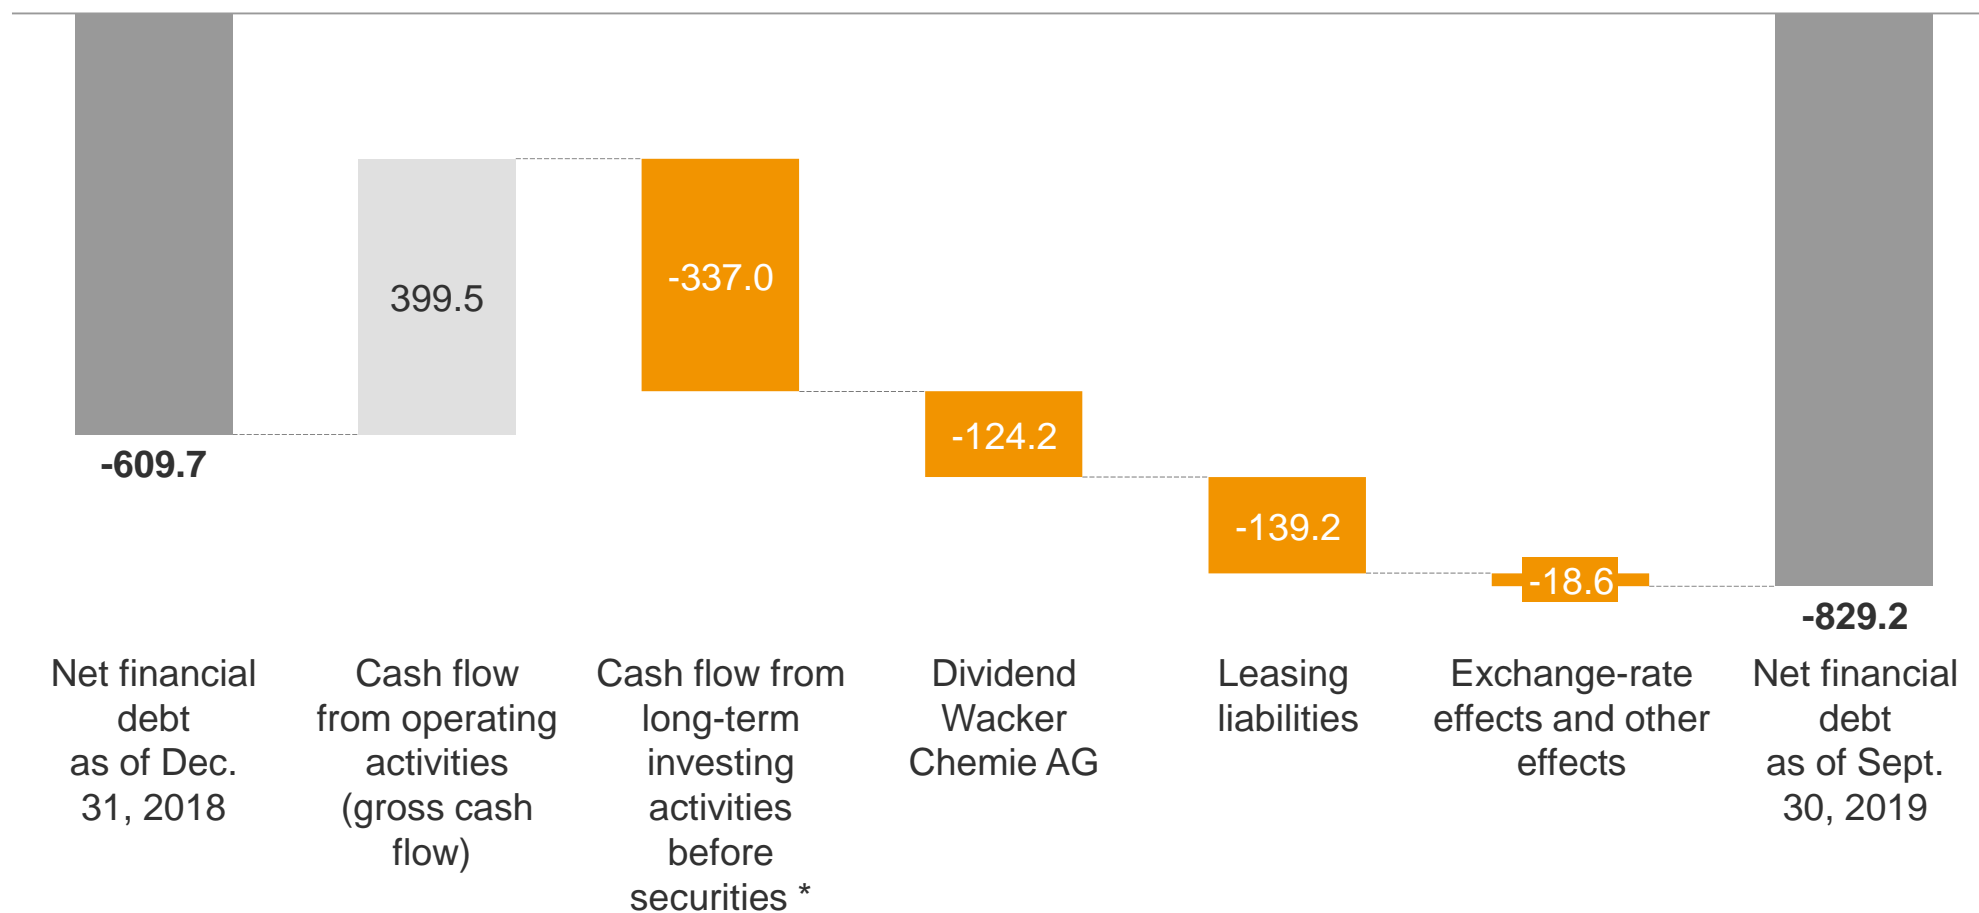 399.5
-337.0
-124.2
-609.7
-139.2
-18.6
-829.2
Net financial
debt
as of Dec.
31, 2018
Cash flow
from operating
activities
(gross cash
flow)
Cash flow from
long-term
investing
activities
before
securities *
Dividend
Wacker
Chemie AG
Leasing
liabilities
Exchange-rate
effects and other
effects
Net financial
debt
as of Sept.
30, 2019